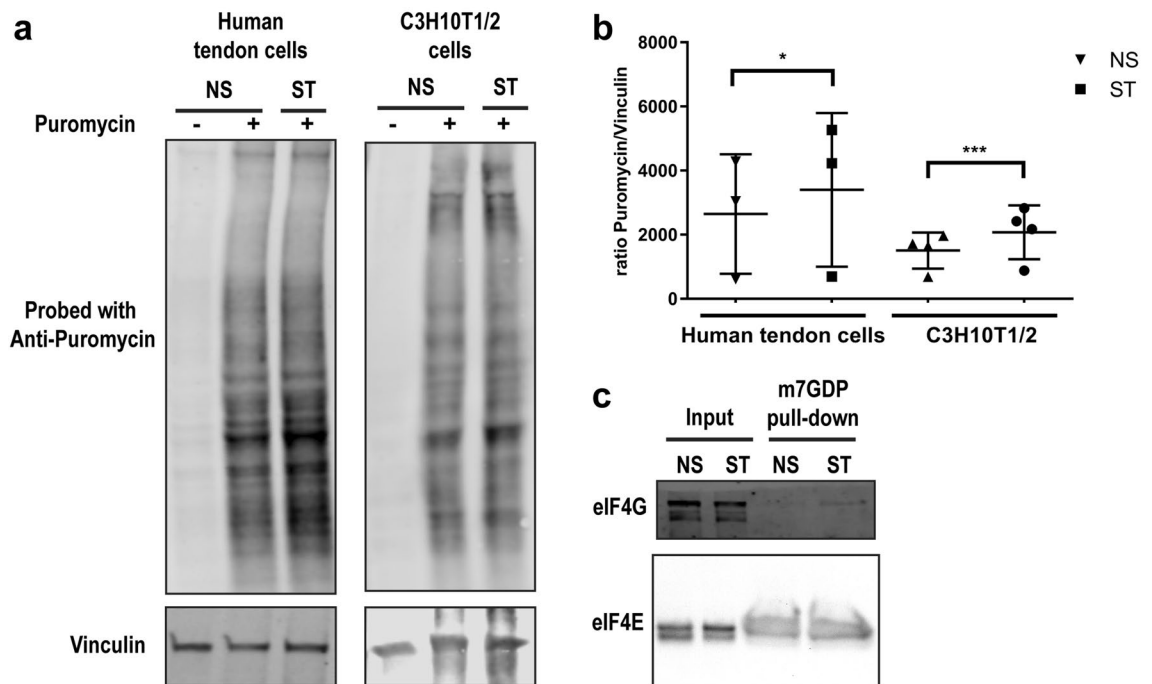 a
Human
tendon cells
C3H10T1/2
cells
NS
ST
NS
ST
Puromycin
-
+
+
-
+
+
Probed with
Anti-Puromycin
Vinculin
b
ratio Puromycin/Vinculin
8000
6000
4000
2000
0
*
***
NS
ST
Human tendon cells
C3H10T1/2
c
Input
m7GDP
pull-down
NS
ST
NS
ST
eIF4G
eIF4E